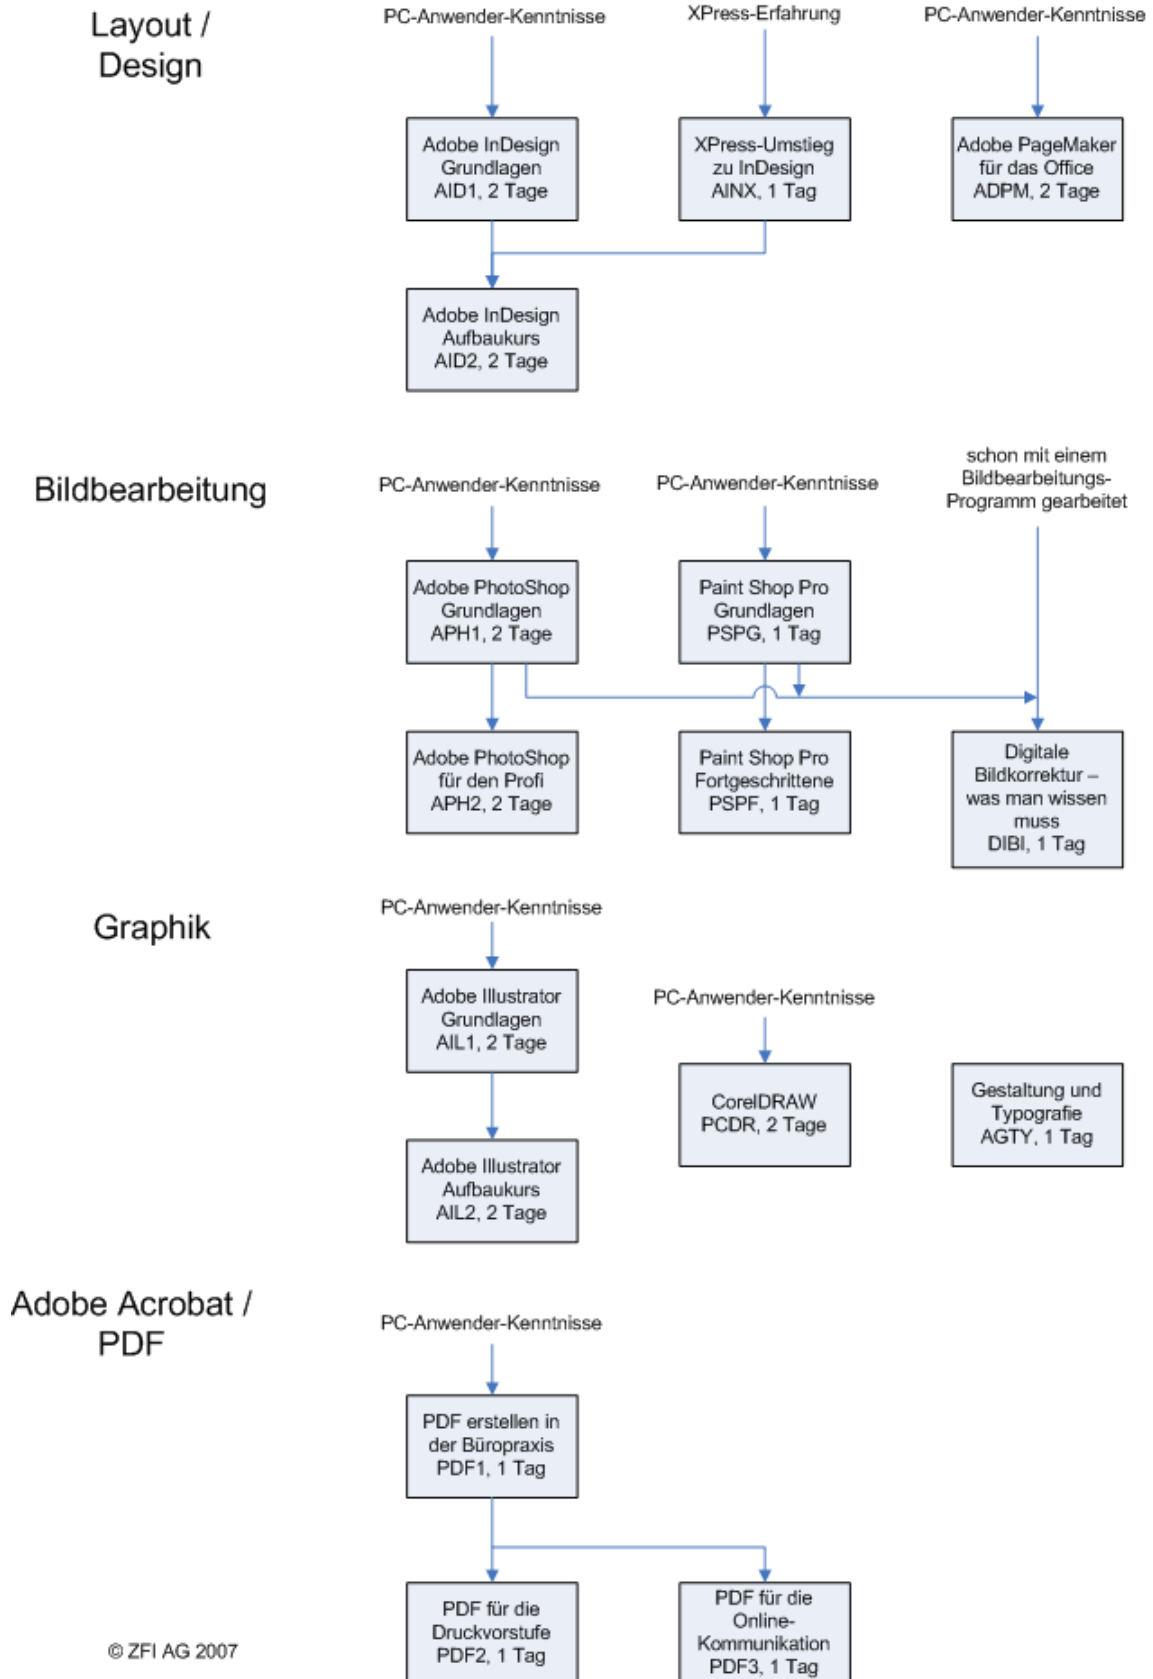 Layout /
Design
PC-Anwender-Kenntnisse
XPress-Erfahrung
PC-Anwender-Kenntnisse
Adobe InDesign
Grundlagen
AID1, 2 Tage
XPress-Umstieg
zu InDesign
AINX, 1 Tag
Adobe PageMaker
für das Office
ADPM, 2 Tage
Adobe InDesign
Aufbaukurs
AID2, 2 Tage
Bildbearbeitung
PC-Anwender-Kenntnisse
PC-Anwender-Kenntnisse
schon mit einem
Bildbearbeitungs-
Programm gearbeitet
Adobe PhotoShop
Grundlagen
APH1, 2 Tage
Paint Shop Pro
Grundlagen
PSPG, 1 Tag
Adobe PhotoShop
für den Profi
APH2, 2 Tage
Paint Shop Pro
Fortgeschrittene
PSPF, 1 Tag
Digitale
Bildkorrektur –
was man wissen
muss
DIBI, 1 Tag
Graphik
PC-Anwender-Kenntnisse
Adobe Illustrator
Grundlagen
AIL1, 2 Tage
PC-Anwender-Kenntnisse
CorelDRAW
PCDR, 2 Tage
Gestaltung und
Typografie
AGTY, 1 Tag
Adobe Illustrator
Aufbaukurs
AIL2, 2 Tage
Adobe Acrobat /
PDF
PC-Anwender-Kenntnisse
PDF erstellen in
der Büropraxis
PDF1, 1 Tag
PDF für die
Druckvorstufe
PDF2, 1 Tag
PDF für die
Online-
Kommunikation
PDF3, 1 Tag
© ZFI AG 2007